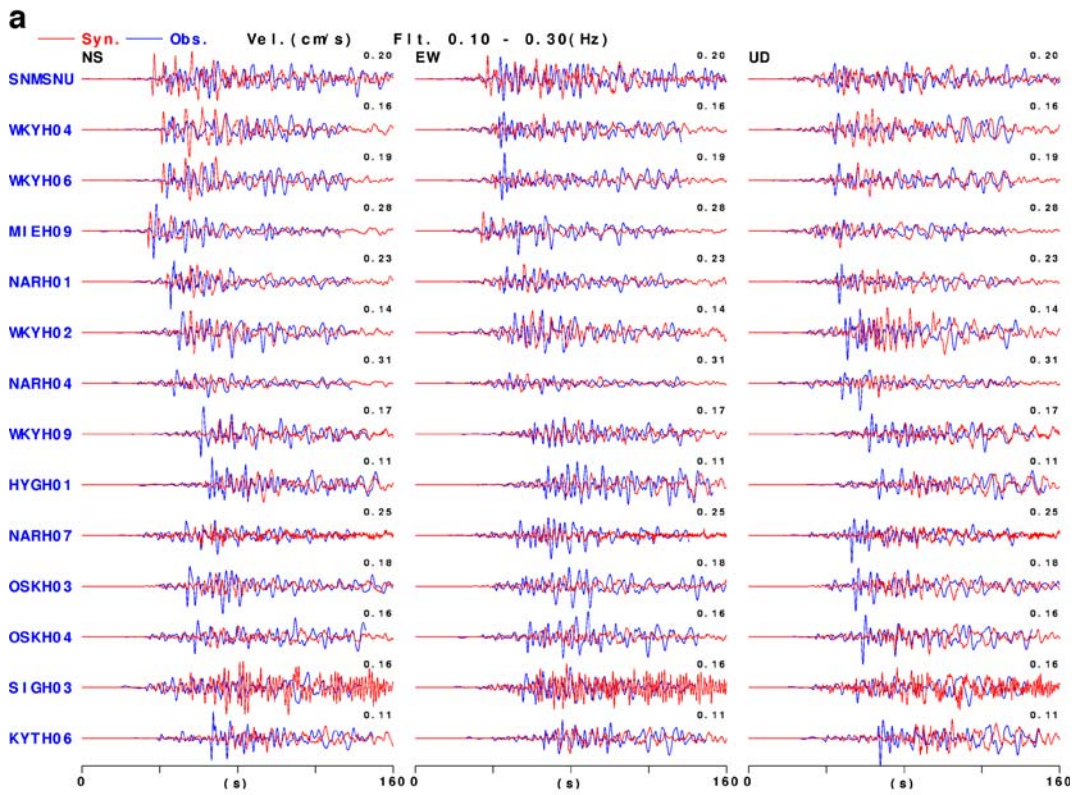 a
Syn. Obs. Vel.(cm/s) Flt. 0.10 - 0.30(Hz)
NS EW UD
SNMSNU 0.20 0.20 0.20
WKYH04 0.16 0.16 0.16
WKYH06 0.19 0.19 0.19
MIEH09 0.28 0.28 0.28
NARH01 0.23 0.23 0.23
WKYH02 0.14 0.14 0.14
NARH04 0.31 0.31 0.31
WKYH09 0.17 0.17 0.17
HYGH01 0.11 0.11 0.11
NARH07 0.25 0.25 0.25
OSKH03 0.18 0.18 0.18
OSKH04 0.16 0.16 0.16
SIGH03 0.16 0.16 0.16
KYTH06 0.11 0.11 0.11
0 (s) 160 0 (s) 160 0 (s) 160